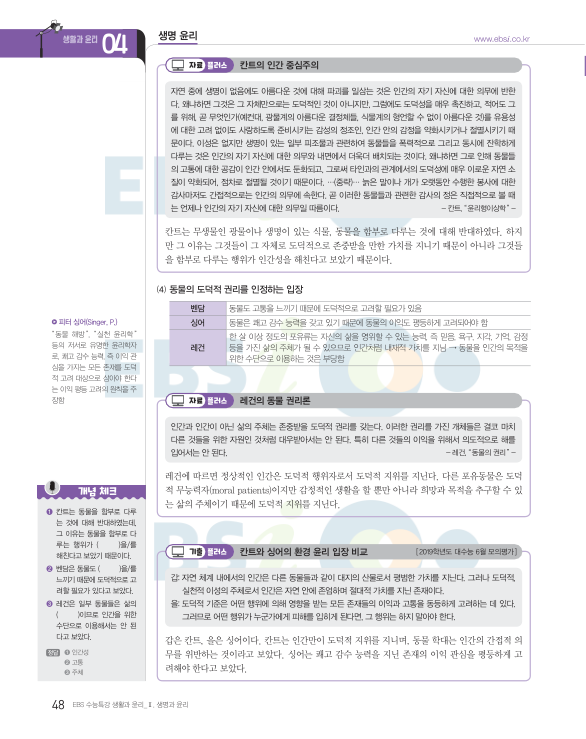 생활과 윤리
04
생명 윤리
www.ebsi.co.kr
자료 플러스 칸트의 인간 중심주의
자연 중에 생명이 없음에도 아름다운 것에 대해 파괴를 일삼는 것은 인간의 자기 자신에 대한 의무에 반한
다. 왜냐하면 그것은 그 자체만으로는 도덕적인 것이 아니지만, 그럼에도 도덕성을 매우 촉진하고, 적어도 그
를 위해, 곧 무엇인가(예컨대, 광물계의 아름다운 결정체들, 식물계의 형언할 수 없이 아름다운 것)를 유용성
에 대한 고려 없이도 사랑하도록 준비시키는 감성의 정조인, 인간 안의 감정을 약화시키거나 절멸시키기 때
문이다. 이성은 없지만 생명이 있는 일부 피조물과 관련하여 동물들을 폭력적으로 그리고 동시에 잔학하게
다루는 것은 인간의 자기 자신에 대한 의무와 내면에서 더욱더 배치되는 것이다. 왜냐하면 그로 인해 동물들
의 고통에 대한 공감이 인간 안에서도 둔화되고, 그로써 타인과의 관계에서의 도덕성에 매우 이로운 자연 소
질이 약화되어, 점차로 절멸될 것이기 때문이다. …(중략)… 늙은 말이나 개가 오랫동안 수행한 봉사에 대한
감사마저도 간접적으로는 인간의 의무에 속한다. 곧 이러한 동물들과 관련한 감사의 정은 직접적으로 볼 때
는 언제나 인간의 자기 자신에 대한 의무일 따름이다. – 칸트, “윤리형이상학” –
칸트는 무생물인 광물이나 생명이 있는 식물, 동물을 함부로 다루는 것에 대해 반대하였다. 하지
만 그 이유는 그것들이 그 자체로 도덕적으로 존중받을 만한 가치를 지니기 때문이 아니라 그것들
을 함부로 다루는 행위가 인간성을 해친다고 보았기 때문이다.
(4) 동물의 도덕적 권리를 인정하는 입장
벤담 동물도 고통을 느끼기 때문에 도덕적으로 고려할 필요가 있음
싱어 동물은 쾌고 감수 능력을 갖고 있기 때문에 동물의 이익도 평등하게 고려되어야 함
레건 한 살 이상 정도의 포유류는 자신의 삶을 영위할 수 있는 능력, 즉 믿음, 욕구, 지각, 기억, 감정
등을 가진 삶의 주체가 될 수 있으므로 인간처럼 내재적 가치를 지님 → 동물을 인간의 목적을
위한 수단으로 이용하는 것은 부당함
✪ 피터 싱어(Singer, P.)
“동물 해방”, “실천 윤리학”
등의 저서로 유명한 윤리학자
로, 쾌고 감수 능력, 즉 이익 관
심을 가지는 모든 존재를 도덕
적 고려 대상으로 삼아야 한다
는 이익 평등 고려의 원칙을 주
장함
자료 플러스 레건의 동물 권리론
인간과 인간이 아닌 삶의 주체는 존중받을 도덕적 권리를 갖는다. 이러한 권리를 가진 개체들은 결코 마치
다른 것들을 위한 자원인 것처럼 대우받아서는 안 된다. 특히 다른 것들의 이익을 위해서 의도적으로 해를
입어서는 안 된다. – 레건, “동물의 권리” –
레건에 따르면 정상적인 인간은 도덕적 행위자로서 도덕적 지위를 지닌다. 다른 포유동물은 도덕
적 무능력자(moral patients)이지만 감정적인 생활을 할 뿐만 아니라 희망과 목적을 추구할 수 있
는 삶의 주체이기 때문에 도덕적 지위를 지닌다.
개념 체크
❶ 칸트는 동물을 함부로 다루
는 것에 대해 반대하였는데,
그 이유는 동물을 함부로 다
루는 행위가 ( )을/를
해친다고 보았기 때문이다.
❷ 벤담은 동물도 ( )을/를
느끼기 때문에 도덕적으로 고
려할 필요가 있다고 보았다.
❸ 레건은 일부 동물들은 삶의
( )이므로 인간을 위한
수단으로 이용해서는 안 된
다고 보았다.
정답 ❶ 인간성
❷ 고통
❸ 주체
기출 플러스 칸트와 싱어의 환경 윤리 입장 비교 [2019학년도 대수능 6월 모의평가]
갑: 자연 체계 내에서의 인간은 다른 동물들과 같이 대지의 산물로서 평범한 가치를 지닌다. 그러나 도덕적,
실천적 이성의 주체로서 인간은 자연 안에 존엄하며 절대적 가치를 지닌 존재이다.
을: 도덕적 기준은 어떤 행위에 의해 영향을 받는 모든 존재들의 이익과 고통을 동등하게 고려하는 데 있다.
그러므로 어떤 행위가 누군가에게 피해를 입히게 된다면, 그 행위는 하지 말아야 한다.
갑은 칸트, 을은 싱어이다. 칸트는 인간만이 도덕적 지위를 지니며, 동물 학대는 인간의 간접적 의
무를 위반하는 것이라고 보았다. 싱어는 쾌고 감수 능력을 지닌 존재의 이익 관심을 평등하게 고
려해야 한다고 보았다.
48 EBS 수능특강 생활과 윤리_Ⅱ. 생명과 윤리